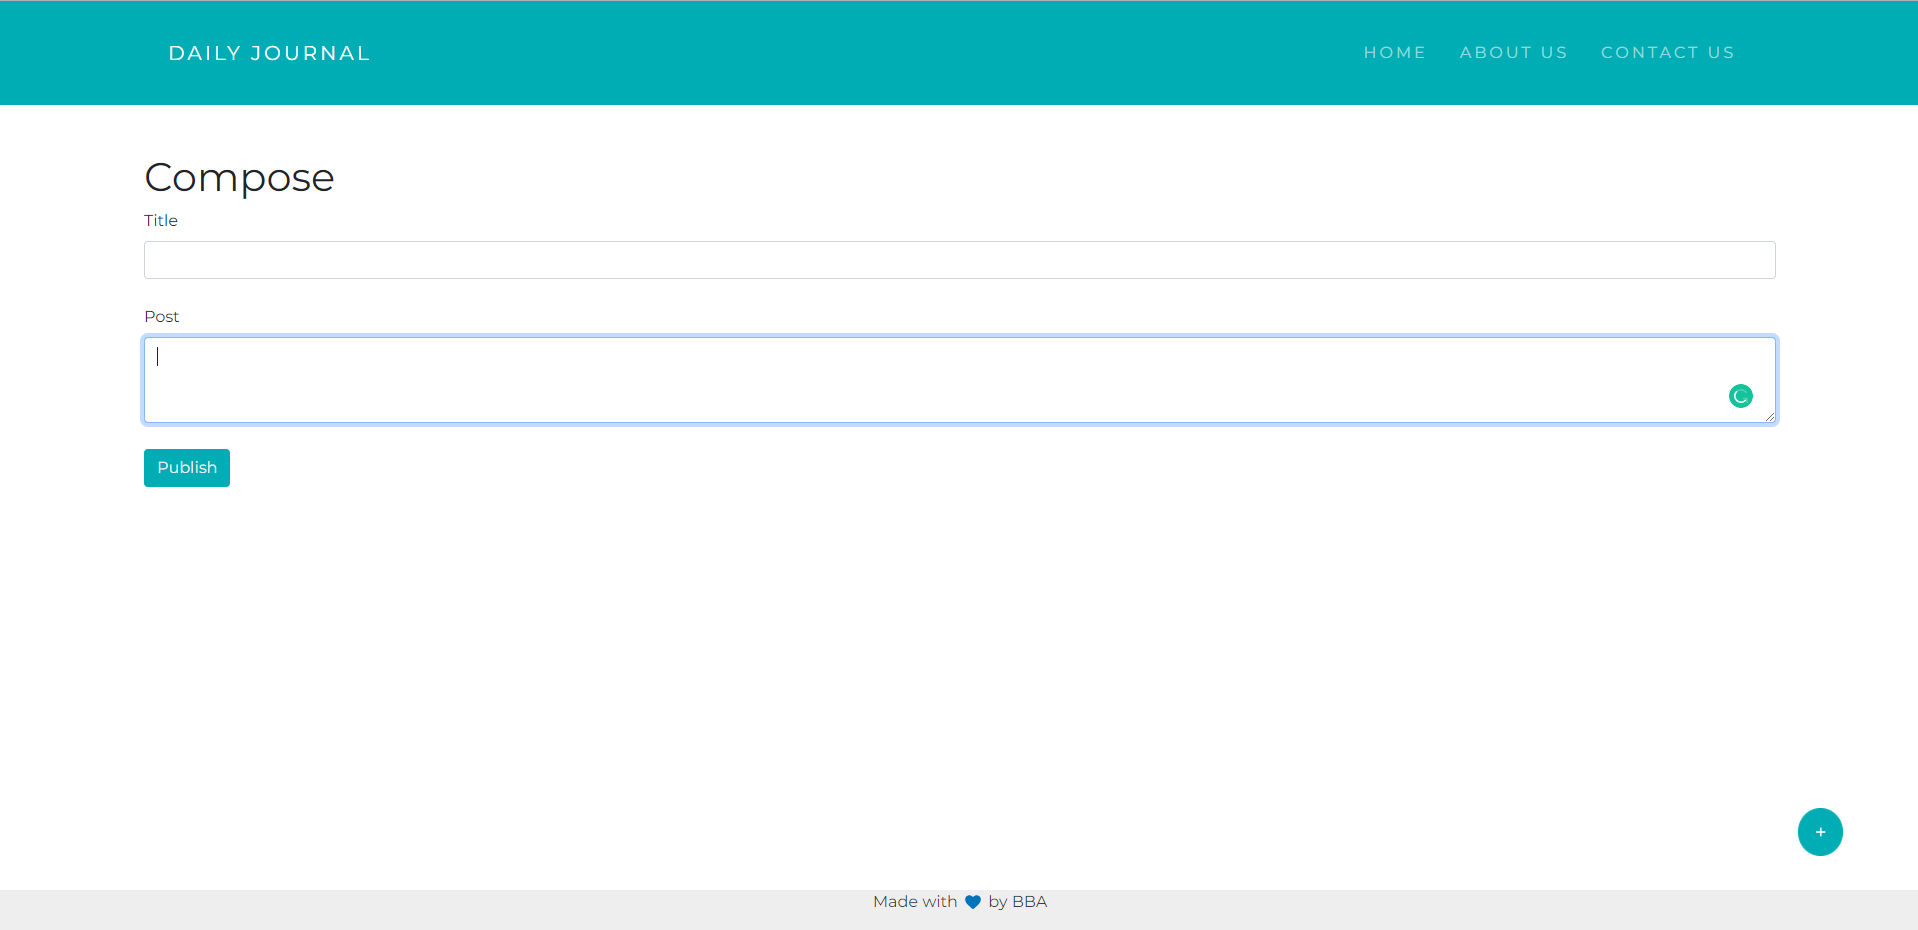 DAILY JOURNAL HOME ABOUT US CONTACT US
Compose
Title
Post
Publish
+
Made with 💙 by BBA